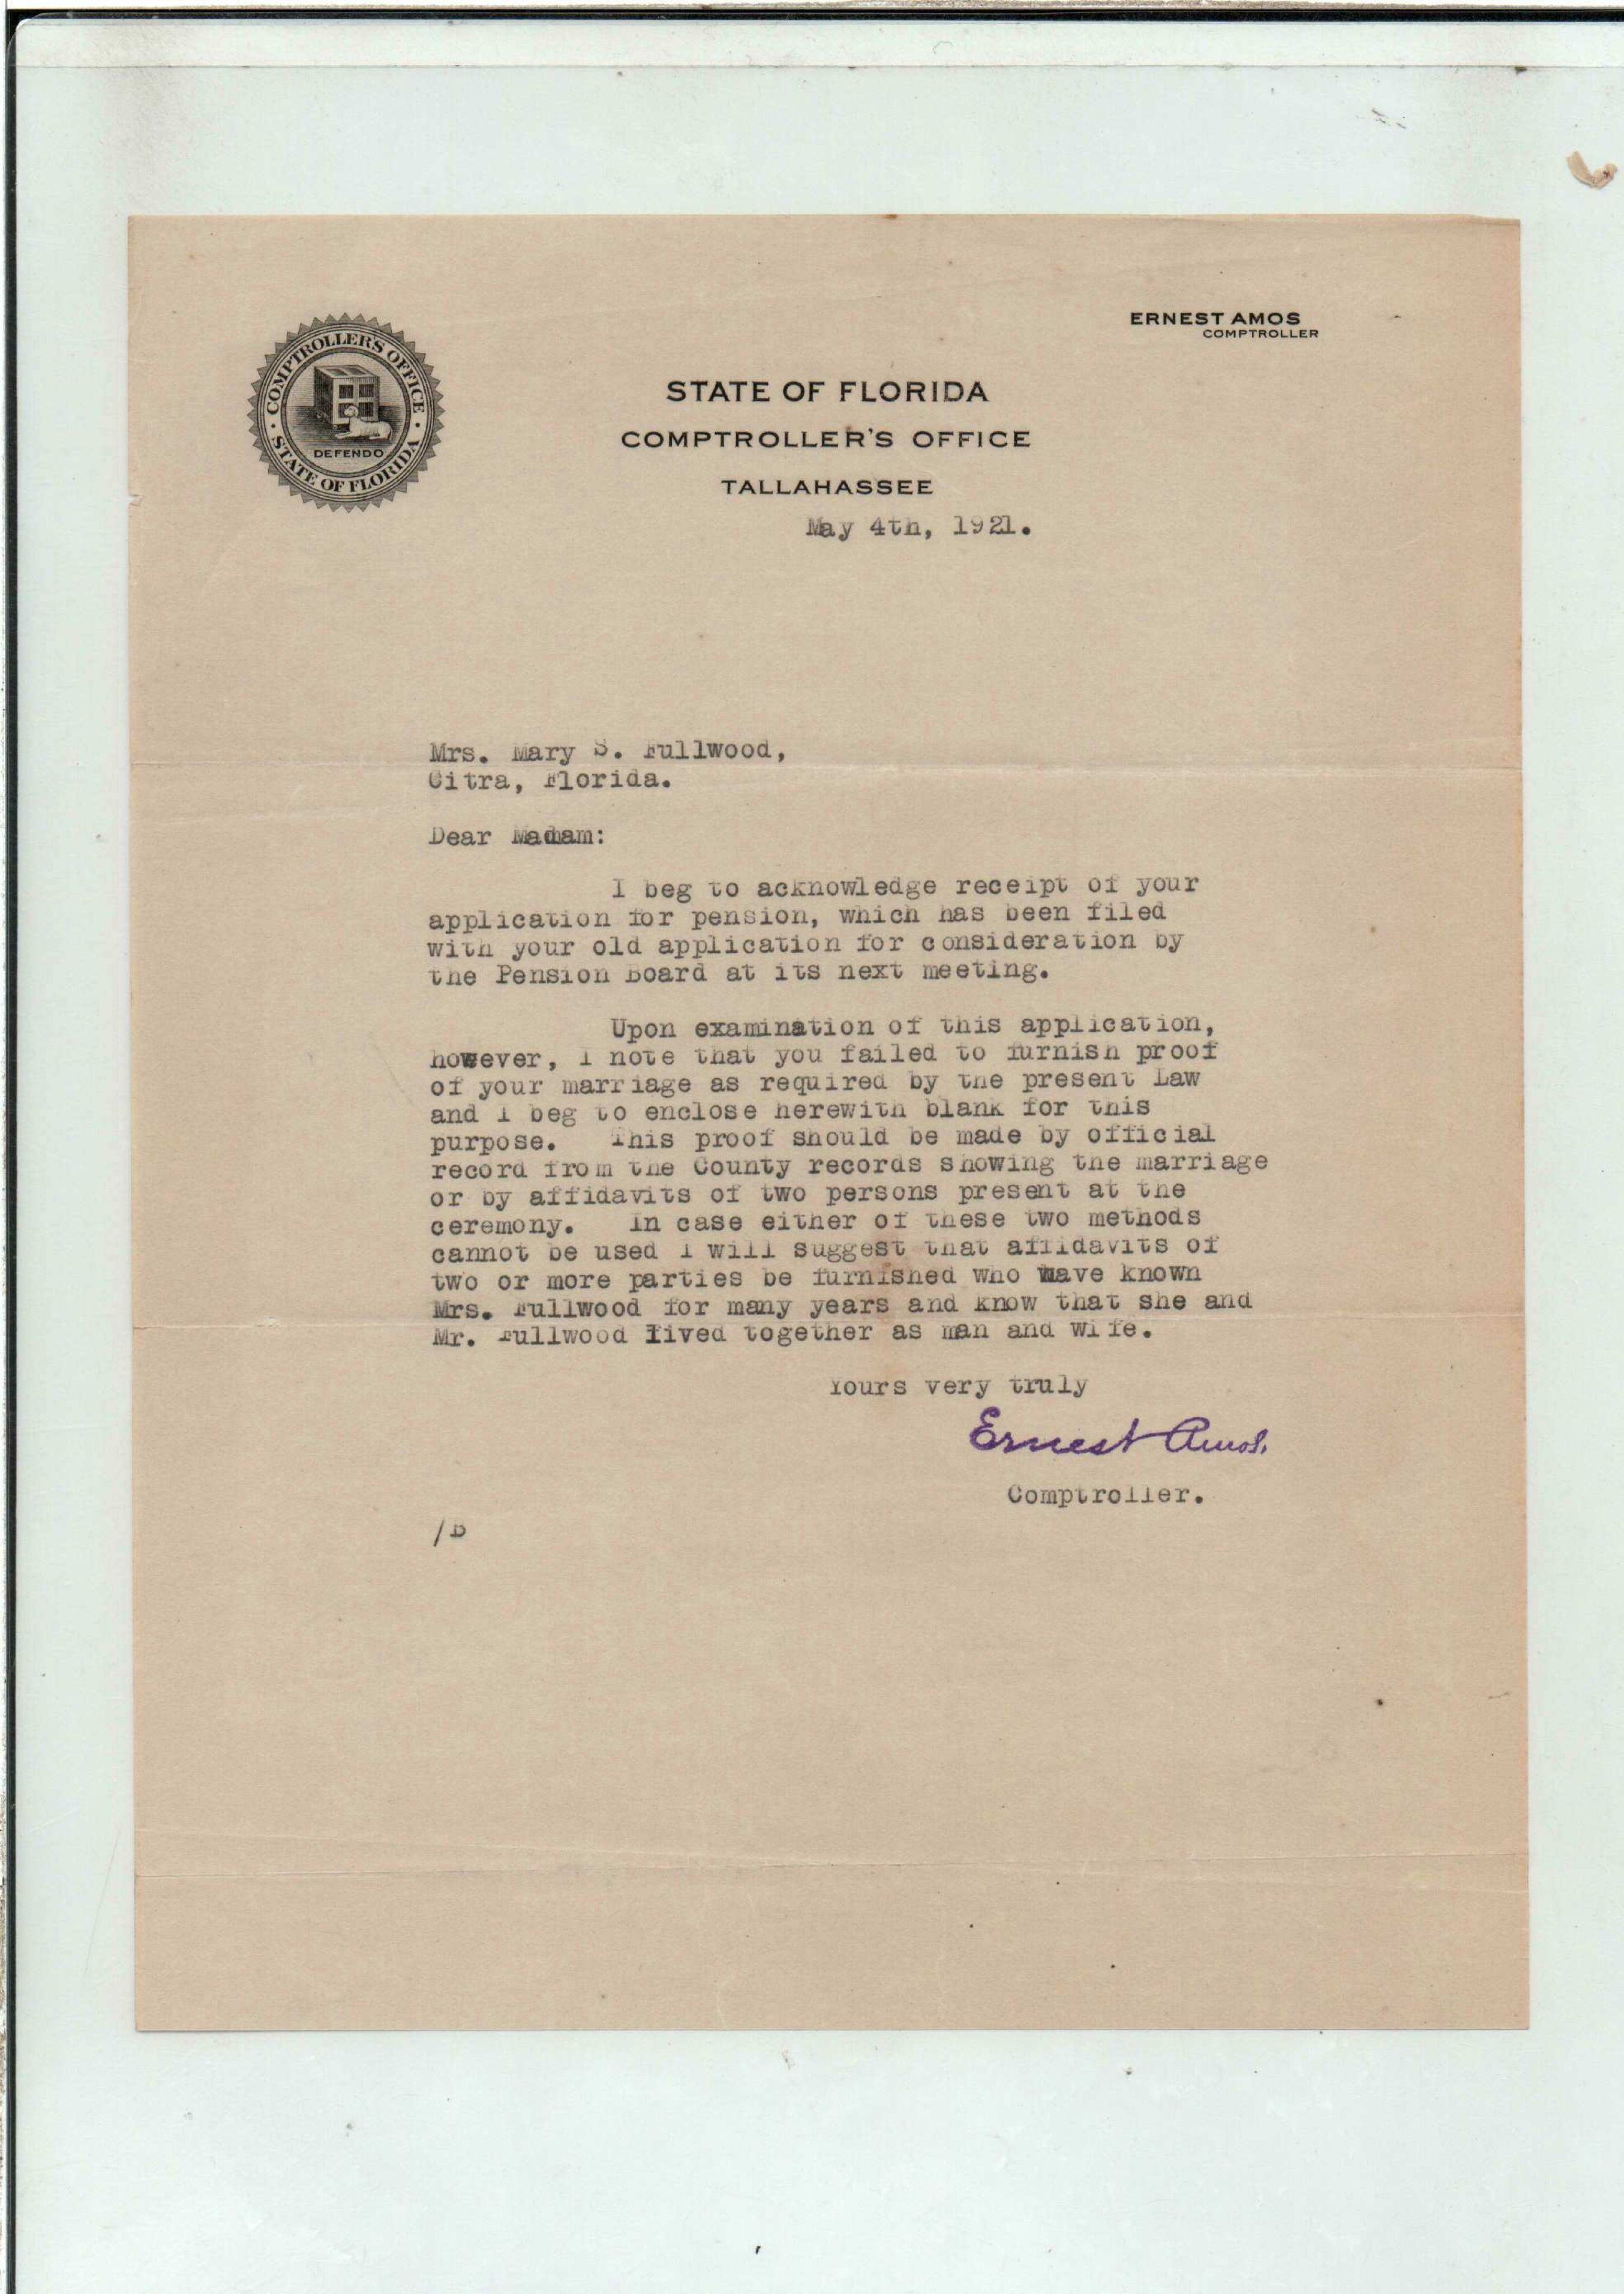 ERNEST AMOS
COMPTROLLER
COMPTROLLER'S OFFICE
STATE OF FLORIDA
DEFENDO
STATE OF FLORIDA
COMPTROLLER'S OFFICE
TALLAHASSEE
May 4th, 1921.
Mrs. Mary S. Fullwood,
Citra, Florida.
Dear Madam:
I beg to acknowledge receipt of your
application for pension, which has been filed
with your old application for consideration by
the Pension Board at its next meeting.
Upon examination of this application,
however, I note that you failed to furnish proof
of your marriage as required by the present Law
and I beg to enclose herewith blank for this
purpose. This proof should be made by official
record from the County records showing the marriage
or by affidavits of two persons present at the
ceremony. In case either of these two methods
cannot be used I will suggest that affidavits of
two or more parties be furnished who have known
Mrs. Fullwood for many years and know that she and
Mr. Fullwood lived together as man and wife.
Yours very truly
Ernest Amos.
Comptroller.
/B